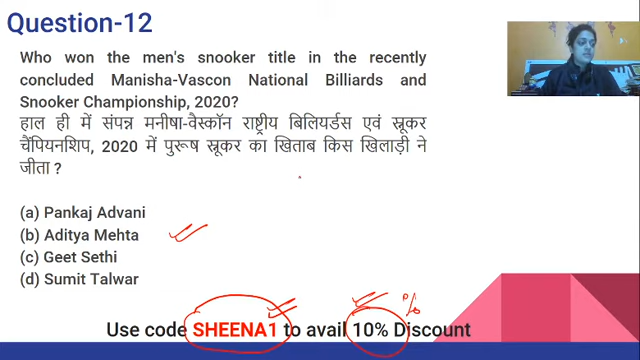 Question-12
Who won the men's snooker title in the recently
concluded Manisha-Vascon National Billiards and
Snooker Championship, 2020?
हाल ही में संपन्न मनीषा-वैस्कॉन राष्ट्रीय बिलियर्डस एवं स्नूकर
चैंपियनशिप, 2020 में पुरूष स्नूकर का खिताब किस खिलाड़ी ने
जीता ?
(a) Pankaj Advani
(b) Aditya Mehta
(c) Geet Sethi
(d) Sumit Talwar
%
Use code SHEENA1 to avail 10% Discount